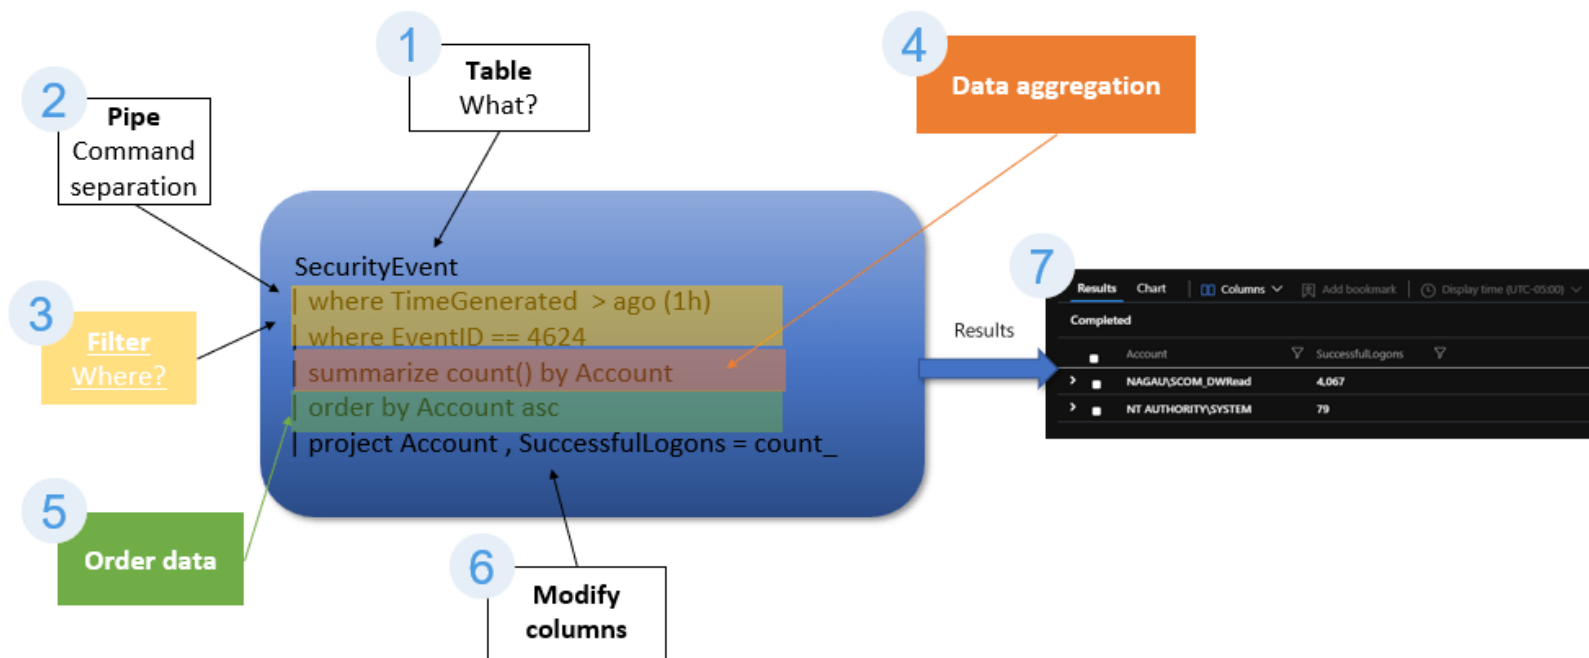 1
Table
What?
2
Pipe
Command
separation
3
Filter
Where?
4
Data aggregation
SecurityEvent
| where TimeGenerated  > ago (1h)
| where EventID == 4624
| summarize count() by Account
| order by Account asc
| project Account , SuccessfulLogons = count_
5
Order data
6
Modify
columns
Results
7
Results Chart | Columns Add bookmark | Display time (UTC-05:00)
Completed
Account SuccessfulLogons
NAGAU\SCOM_DWRead 4,067
NT AUTHORITY\SYSTEM 79